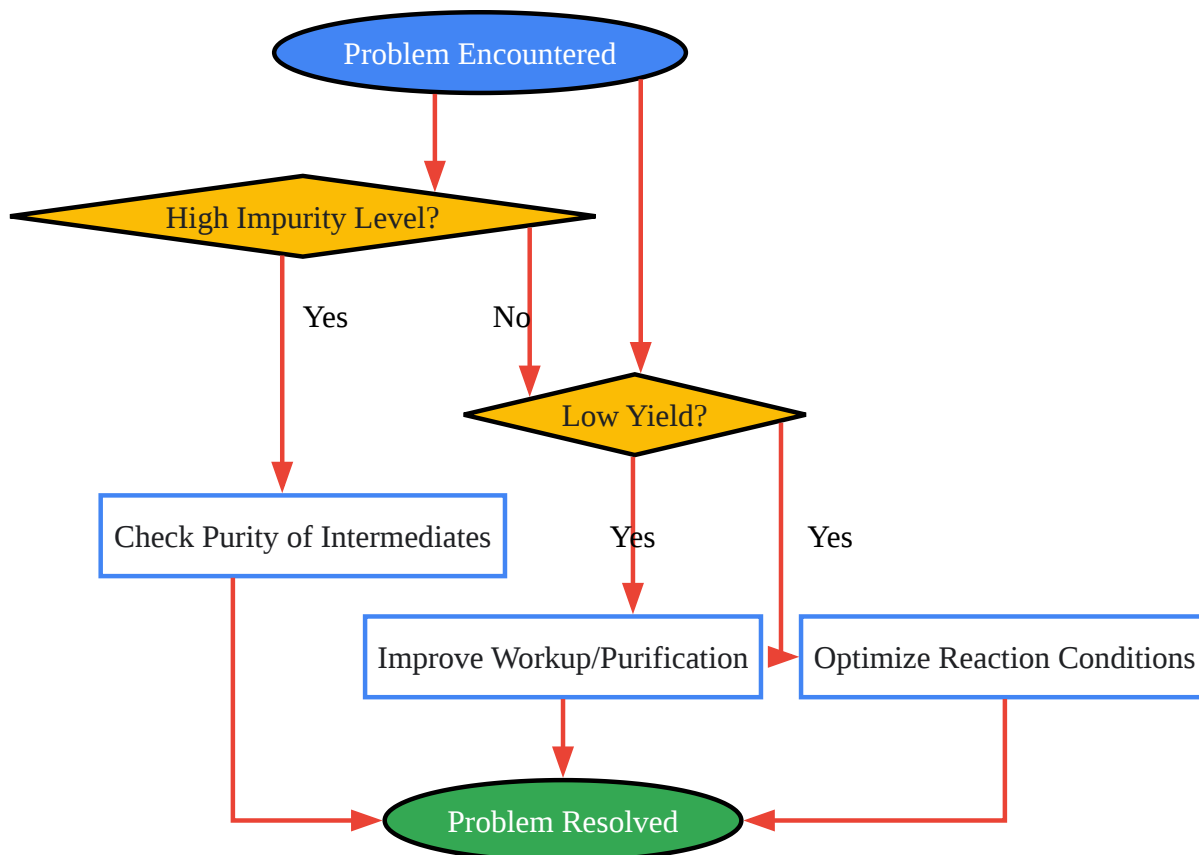 Problem Encountered
High Impurity Level?
Yes
No
Low Yield?
Check Purity of Intermediates
Yes
Yes
Improve Workup/Purification
Optimize Reaction Conditions
Problem Resolved